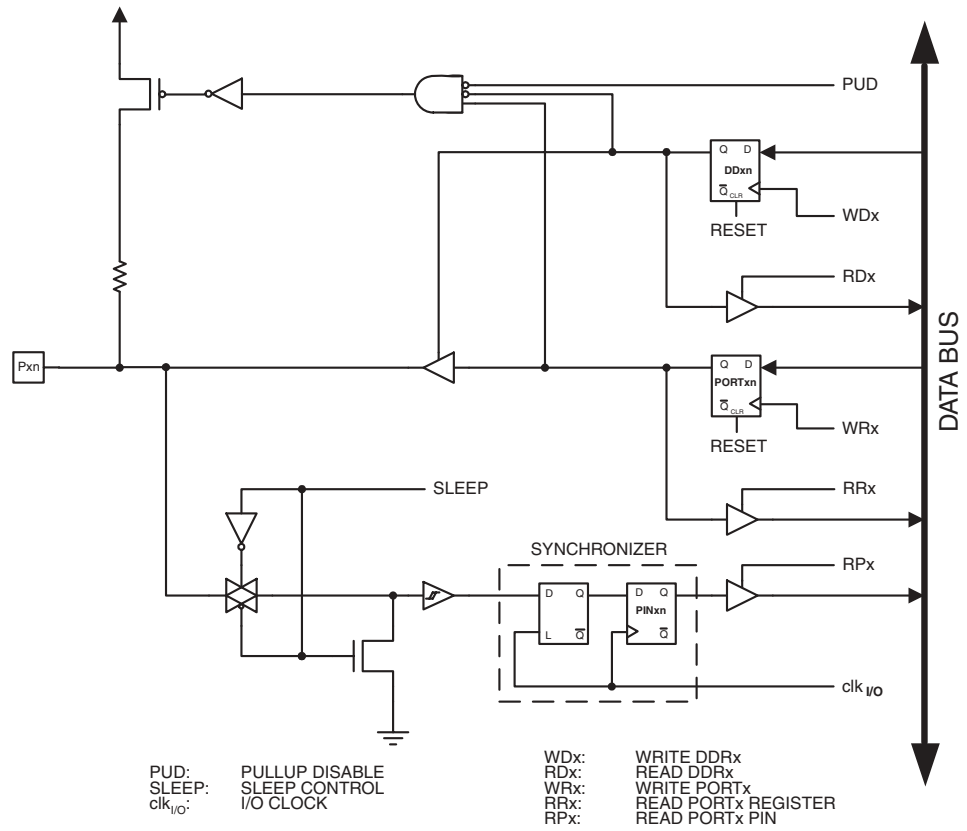 PUD
Q D
DDxn
Q̅ CLR
WDx
RESET
RDx
DATA BUS
Pxn
Q D
PORTxn
Q̅ CLR
WRx
RESET
SLEEP
RRx
SYNCHRONIZER
RPx
D Q
L Q̅
D Q
PINxn
Q̅
clk I/O
PUD: PULLUP DISABLE
SLEEP: SLEEP CONTROL
clkI/O: I/O CLOCK
WDx: WRITE DDRx
RDx: READ DDRx
WRx: WRITE PORTx
RRx: READ PORTx REGISTER
RPx: READ PORTx PIN